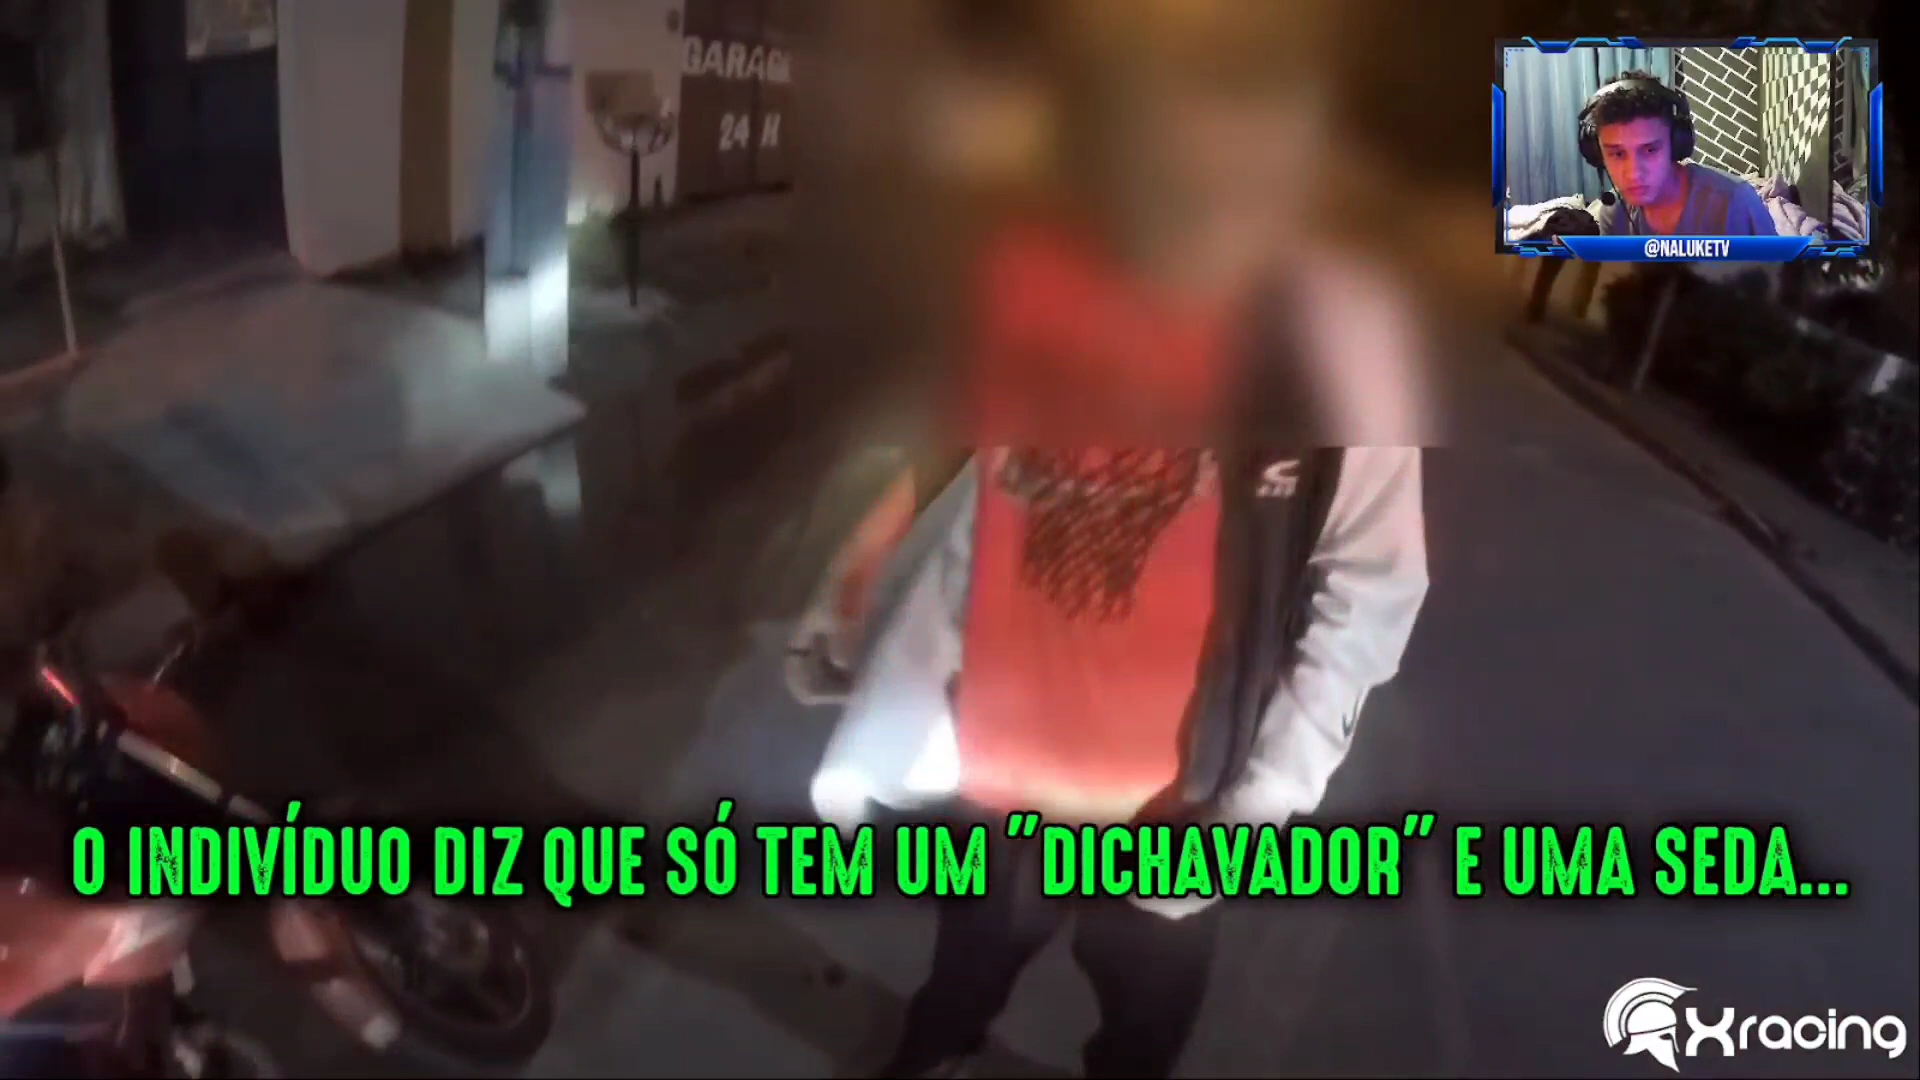 GARAG
24 H
@NALUKETV
O INDIVÍDUO DIZ QUE SÓ TEM UM "DICHAVADOR" E UMA SEDA...
Xracing